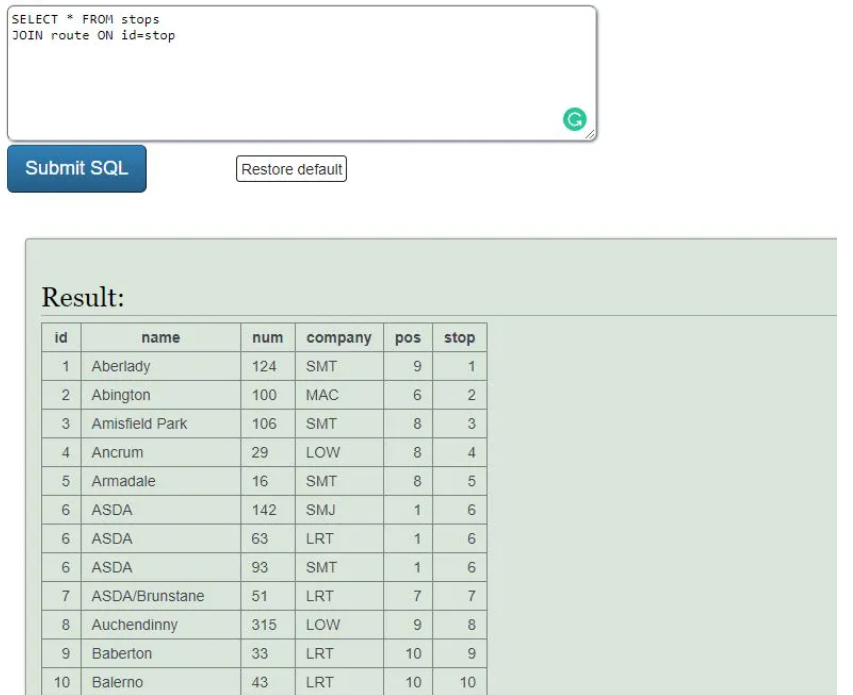 SELECT * FROM stops
JOIN route ON id=stop
Submit SQL
Restore default
Result:
id name num company pos stop
1 Aberlady 124 SMT 9 1
2 Abington 100 MAC 6 2
3 Amisfield Park 106 SMT 8 3
4 Ancrum 29 LOW 8 4
5 Armadale 16 SMT 8 5
6 ASDA 142 SMJ 1 6
6 ASDA 63 LRT 1 6
6 ASDA 93 SMT 1 6
7 ASDA/Brunstane 51 LRT 7 7
8 Auchendinny 315 LOW 9 8
9 Baberton 33 LRT 10 9
10 Balerno 43 LRT 10 10